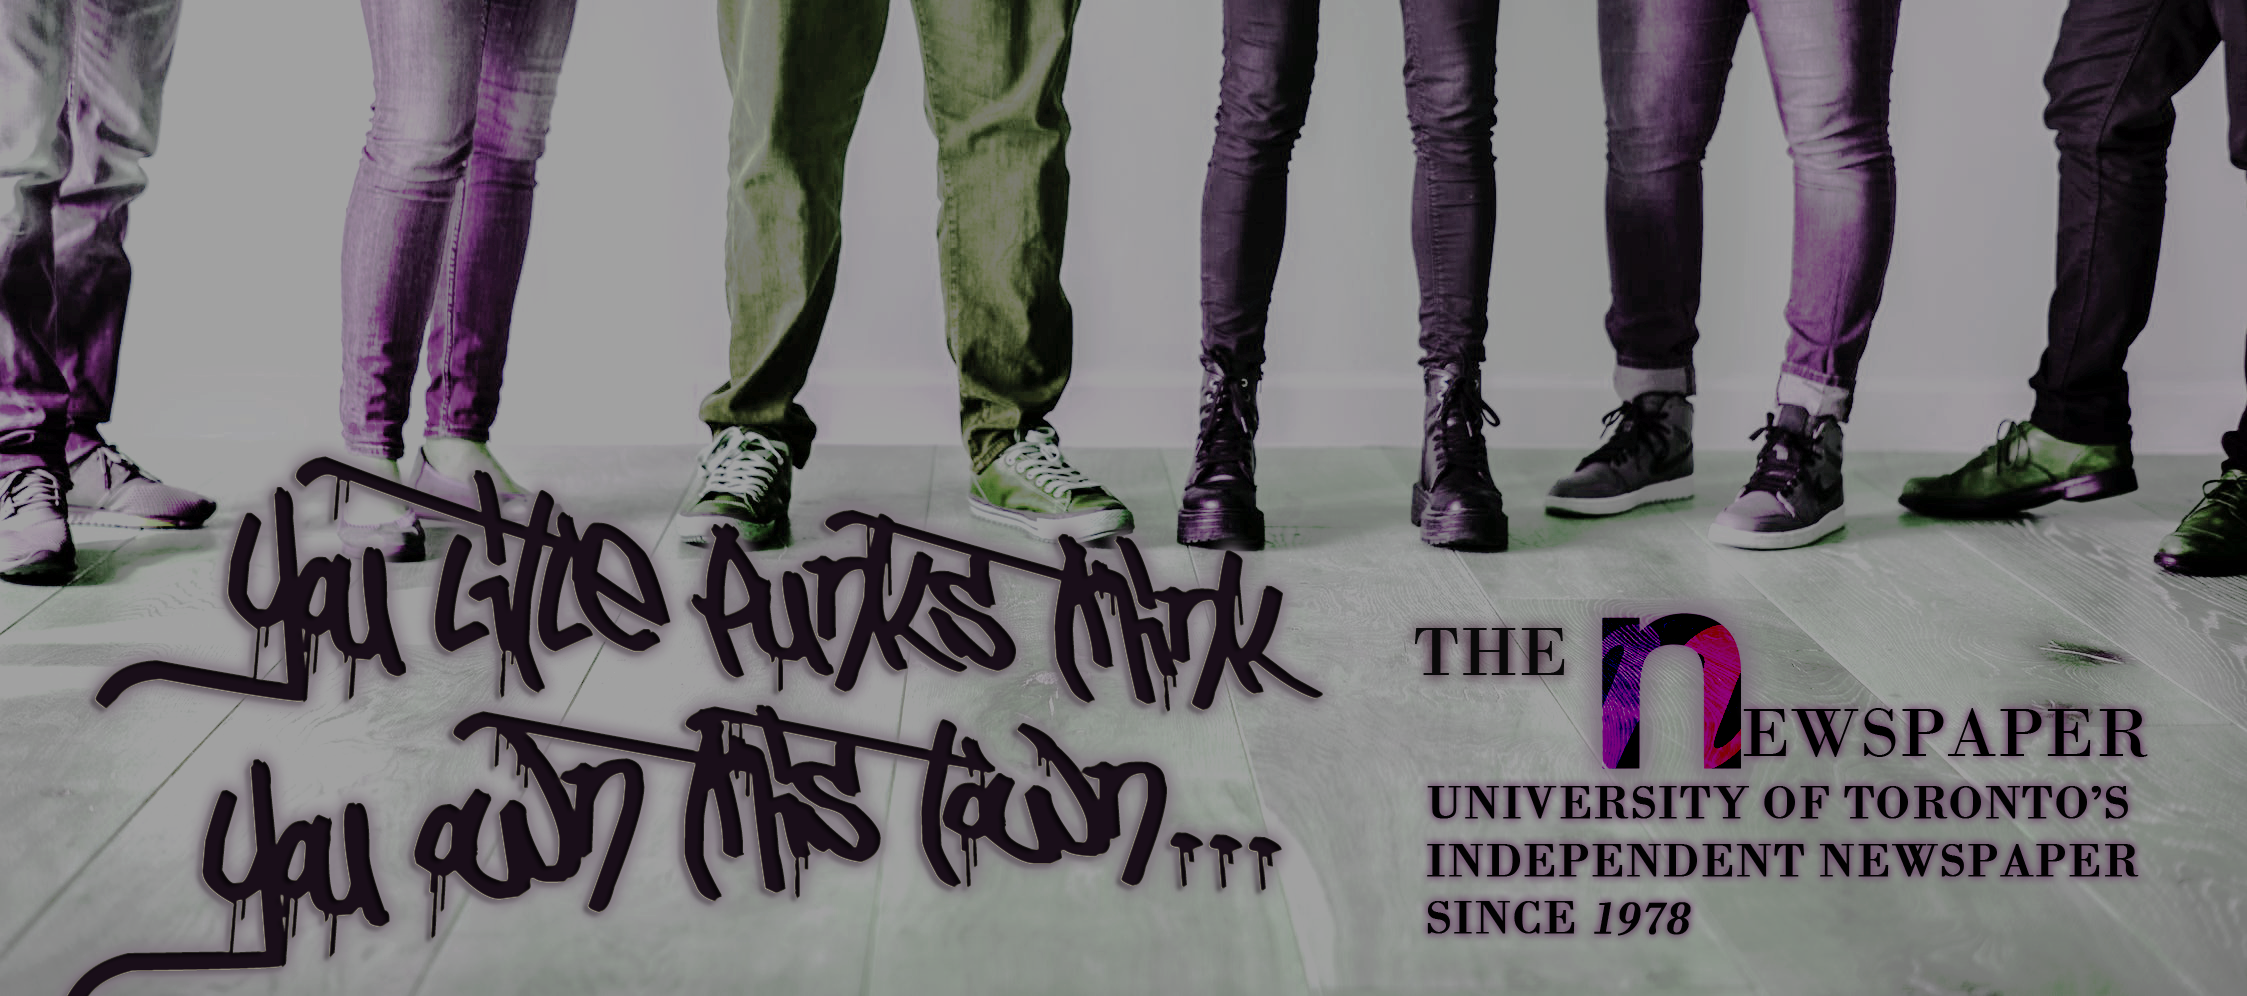 You little Punks think
You own this town...
THE nEWSPAPER
UNIVERSITY OF TORONTO'S
INDEPENDENT NEWSPAPER
SINCE 1978